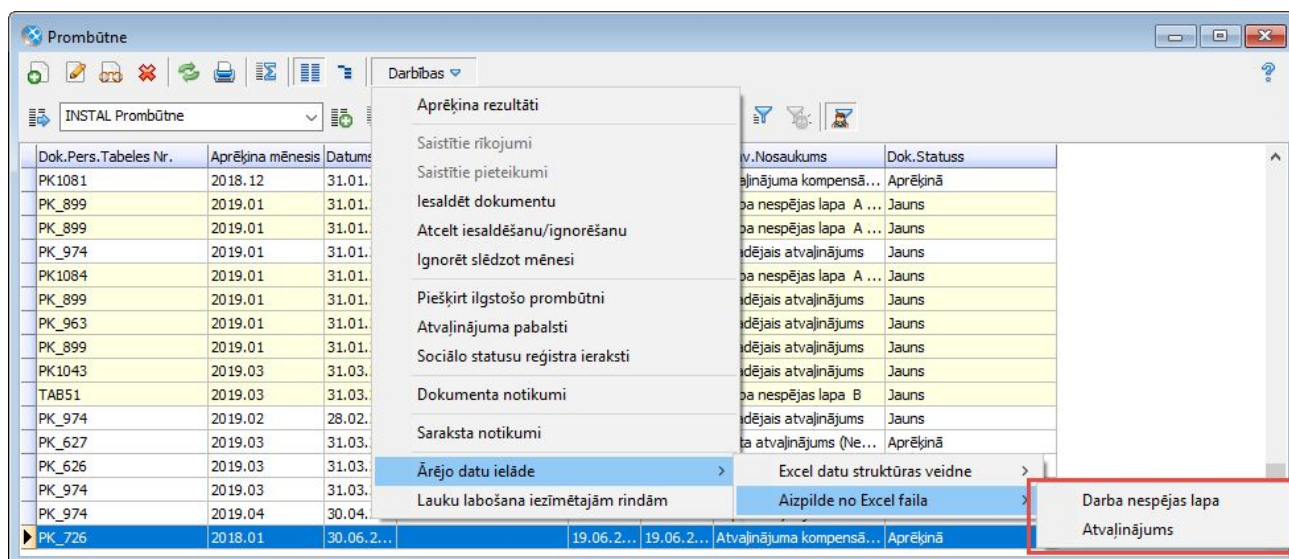 Prombūtne
Darbības
INSTAL Prombūtne
Dok.Pers.Tabeles Nr. Aprēķina mēnesis Datums Dok.Statuss
PK1081 2018.12 31.01. Aprēķinā
PK_899 2019.01 31.01. Jauns
PK_899 2019.01 31.01. Jauns
PK_974 2019.01 31.01. Jauns
PK1084 2019.01 31.01. Jauns
PK_899 2019.01 31.01. Jauns
PK_963 2019.01 31.01. Jauns
PK_899 2019.01 31.01. Jauns
PK1043 2019.03 31.03. Jauns
TAB51 2019.03 31.03. Jauns
PK_974 2019.02 28.02. Jauns
PK_627 2019.03 31.03. Aprēķinā
PK_626 2019.03 31.03.
PK_974 2019.03 31.03.
PK_974 2019.04 30.04.
PK_726 2018.01 30.06.2... 19.06.2... 19.06.2... Atvaļinājuma kompensā... Aprēķinā
Aprēķina rezultāti
Saistītie rīkojumi
Saistītie pieteikumi
Iesaldēt dokumentu
Atcelt iesaldēšanu/ignorēšanu
Ignorēt slēdzot mēnesi
Piešķirt ilgstošo prombūtni
Atvaļinājuma pabalsti
Sociālo statusu reģistra ieraksti
Dokumenta notikumi
Saraksta notikumi
Ārējo datu ielāde
Lauku labošana iezīmētajām rindām
v.Nosaukums
aļinājuma kompensā...
ba nespējas lapa A ...
ba nespējas lapa A ...
adējais atvaļinājums
ba nespējas lapa A ...
adējais atvaļinājums
adējais atvaļinājums
adējais atvaļinājums
adējais atvaļinājums
ba nespējas lapa B
adējais atvaļinājums
ta atvaļinājums (Ne...
Excel datu struktūras veidne
Aizpilde no Excel faila
Darba nespējas lapa
Atvaļinājums